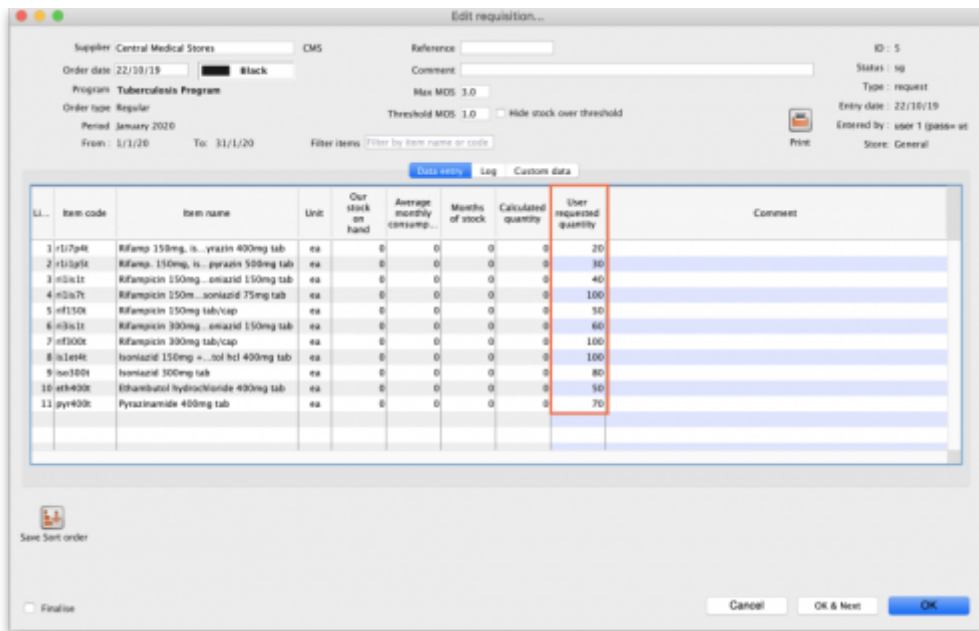 Edit requisition...
Supplier Central Medical Stores CMS Reference ID : 5
Order date 22/10/19 Black Comment Status : sg
Program Tuberculosis Program Max MOS 3.0 Type : request
Order type Regular Threshold MOS 1.0 Hide stock over threshold Entry date : 22/10/19
Period January 2020 Entered by : user 1 (pass= us
From : 1/1/20 To: 31/1/20 Filter items Filter by item name or code Print Store: General
Data entry Log Custom data
Li... Item code Item name Unit Our stock on hand Average monthly consump... Months of stock Calculated quantity User requested quantity Comment
1 Rifamp 150mg, is...yrazin 400mg tab ea 0 0 0 0 20
2 Rifamp. 150mg, is...pyrazin 500mg tab ea 0 0 0 0 30
3 Rifampicin 150mg...oniazid 150mg tab ea 0 0 0 0 40
4 Rifampicin 150m...soniazid 75mg tab ea 0 0 0 0 100
5 rif150t Rifampicin 150mg tab/cap ea 0 0 0 0 50
6 Rifampicin 300mg...oniazid 150mg tab ea 0 0 0 0 60
7 rif300t Rifampicin 300mg tab/cap ea 0 0 0 0 100
8 Isoniazid 150mg +...tol hcl 400mg tab ea 0 0 0 0 100
9 iso300t Isoniazid 300mg tab ea 0 0 0 0 80
10 eth400t Ethambutol hydrochloride 400mg tab ea 0 0 0 0 50
11 pyr400t Pyrazinamide 400mg tab ea 0 0 0 0 70
Save Sort order
Finalise Cancel OK & Next OK